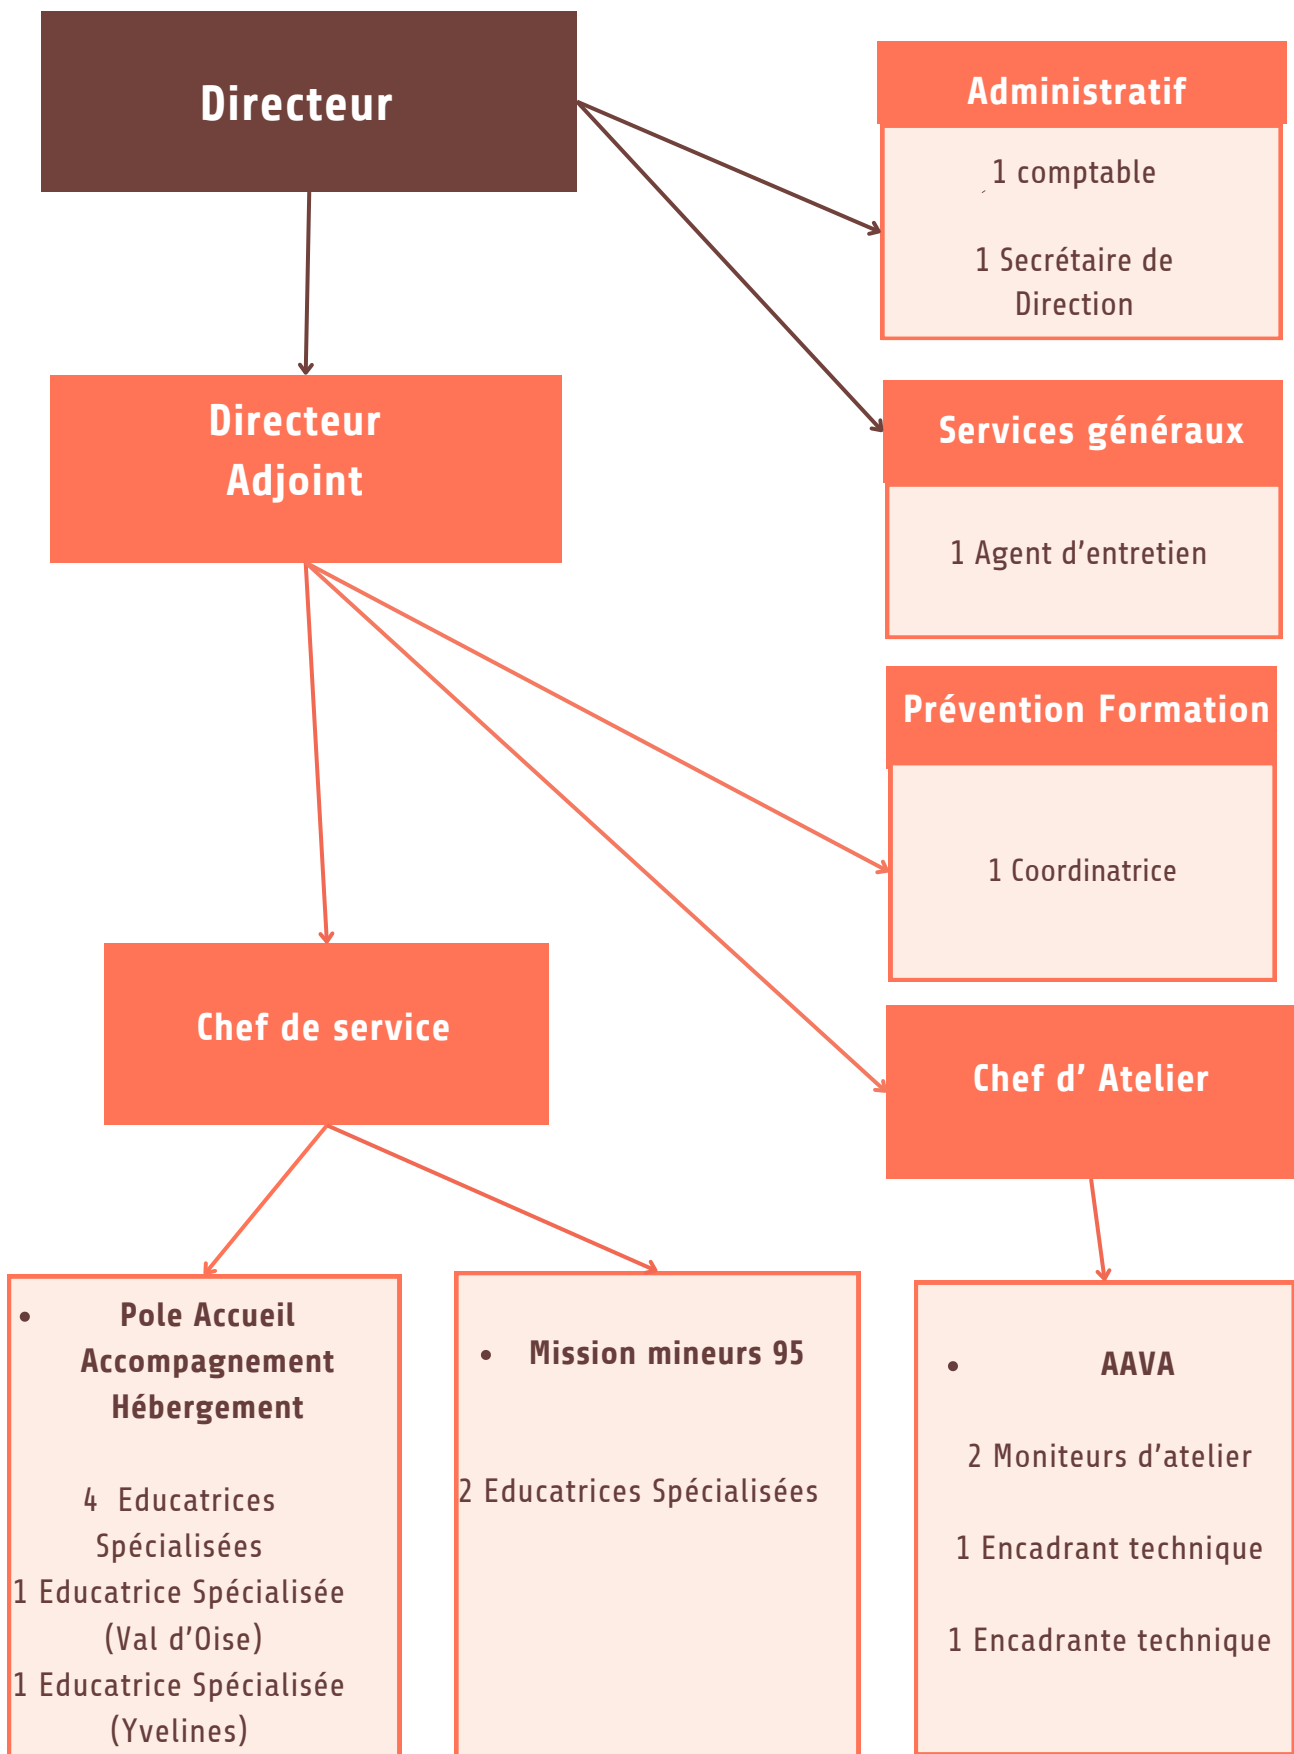 Directeur
Administratif
1 comptable
1 Secrétaire de
Direction
Directeur
Adjoint
Services généraux
1 Agent d'entretien
Prévention Formation
1 Coordinatrice
Chef de service
Chef d' Atelier
• Pole Accueil
Accompagnement
Hébergement
4 Educatrices
Spécialisées
1 Educatrice Spécialisée
(Val d'Oise)
1 Educatrice Spécialisée
(Yvelines)
• Mission mineurs 95
2 Educatrices Spécialisées
• AAVA
2 Moniteurs d'atelier
1 Encadrant technique
1 Encadrante technique